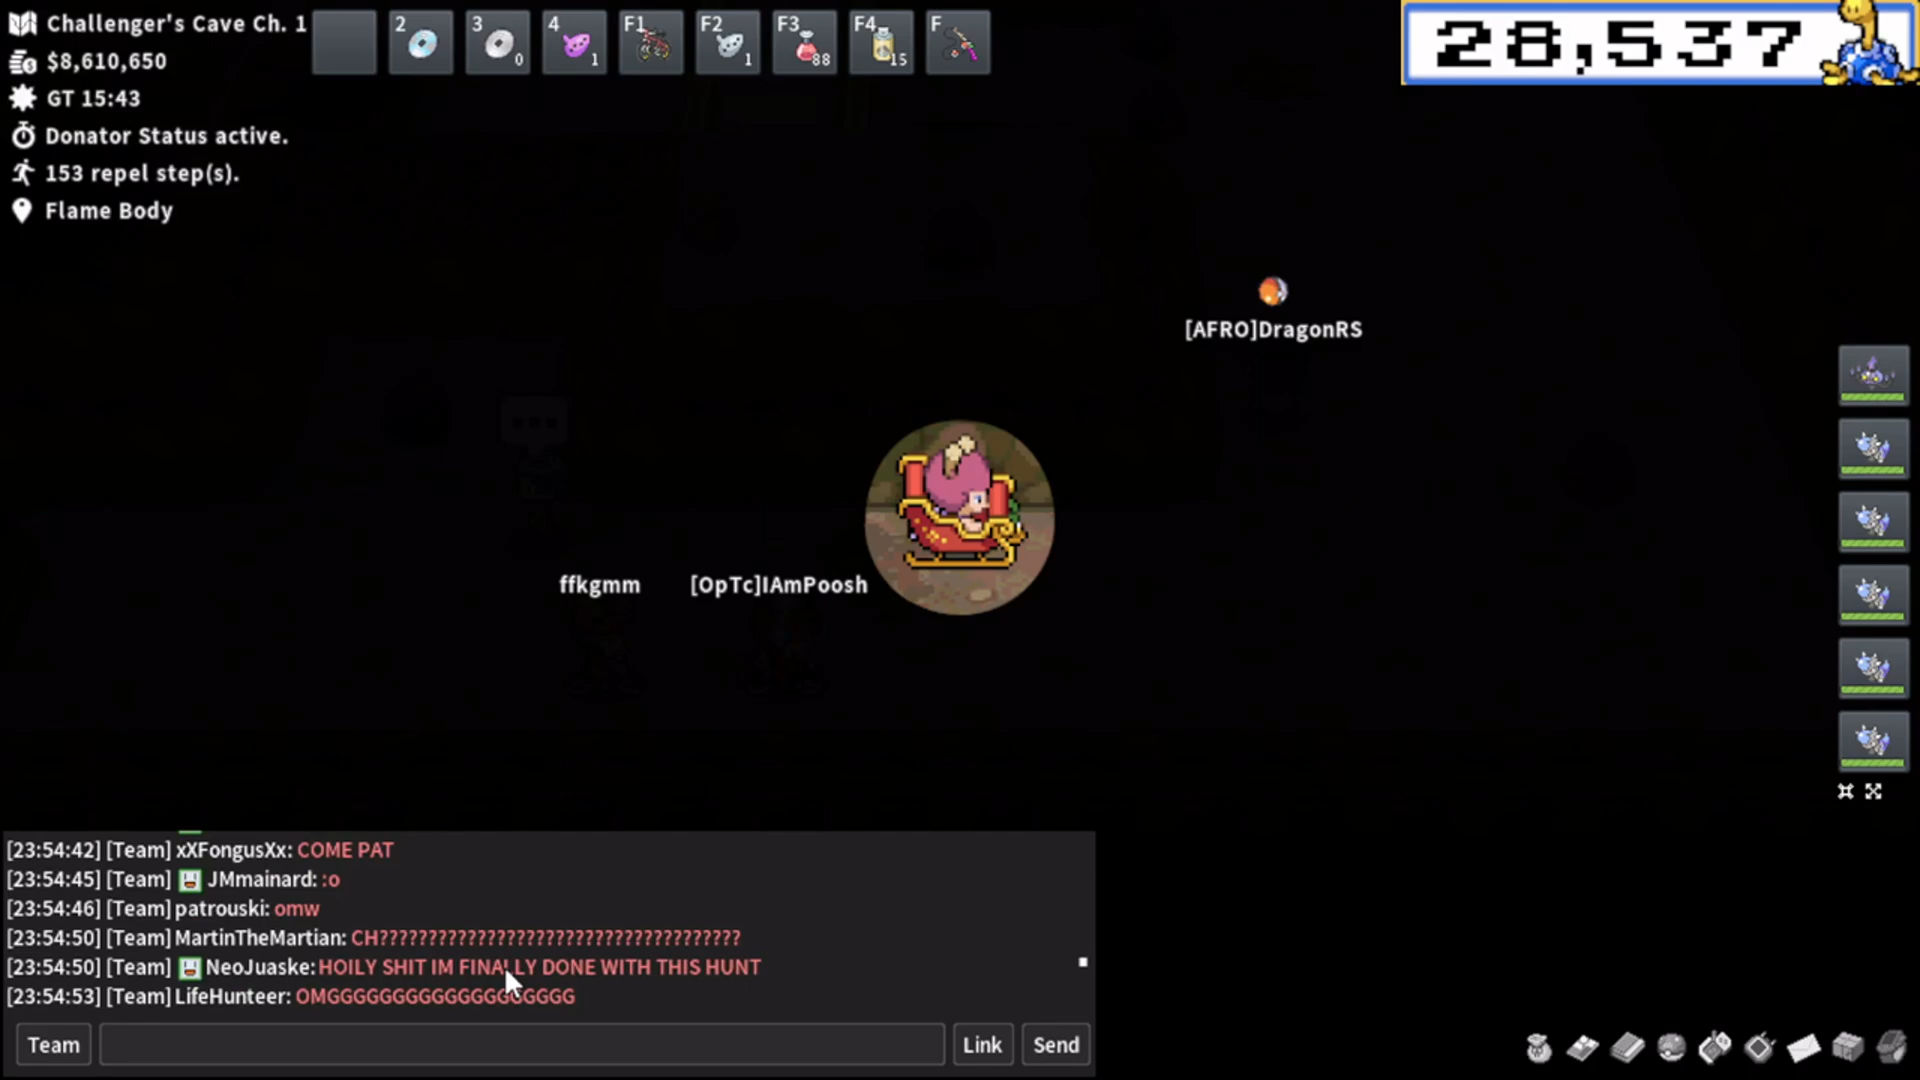 Challenger's Cave Ch. 1
$8,610,650
GT 15:43
Donator Status active.
153 repel step(s).
Flame Body
2
3 0
4 1
F1
F2 1
F3 88
F4 15
F
28,537
[AFRO]DragonRS
ffkgmm
[OpTc]IAmPoosh
[23:54:42] [Team] xXFongusXx: COME PAT
[23:54:45] [Team] JMmainard: :o
[23:54:46] [Team] patrouski: omw
[23:54:50] [Team] MartinTheMartian: CH?????????????????????????????????????
[23:54:50] [Team] NeoJuaske: HOILY SHIT IM FINALLY DONE WITH THIS HUNT
[23:54:53] [Team] LifeHunteer: OMGGGGGGGGGGGGGGGGGGG
Team
Link
Send